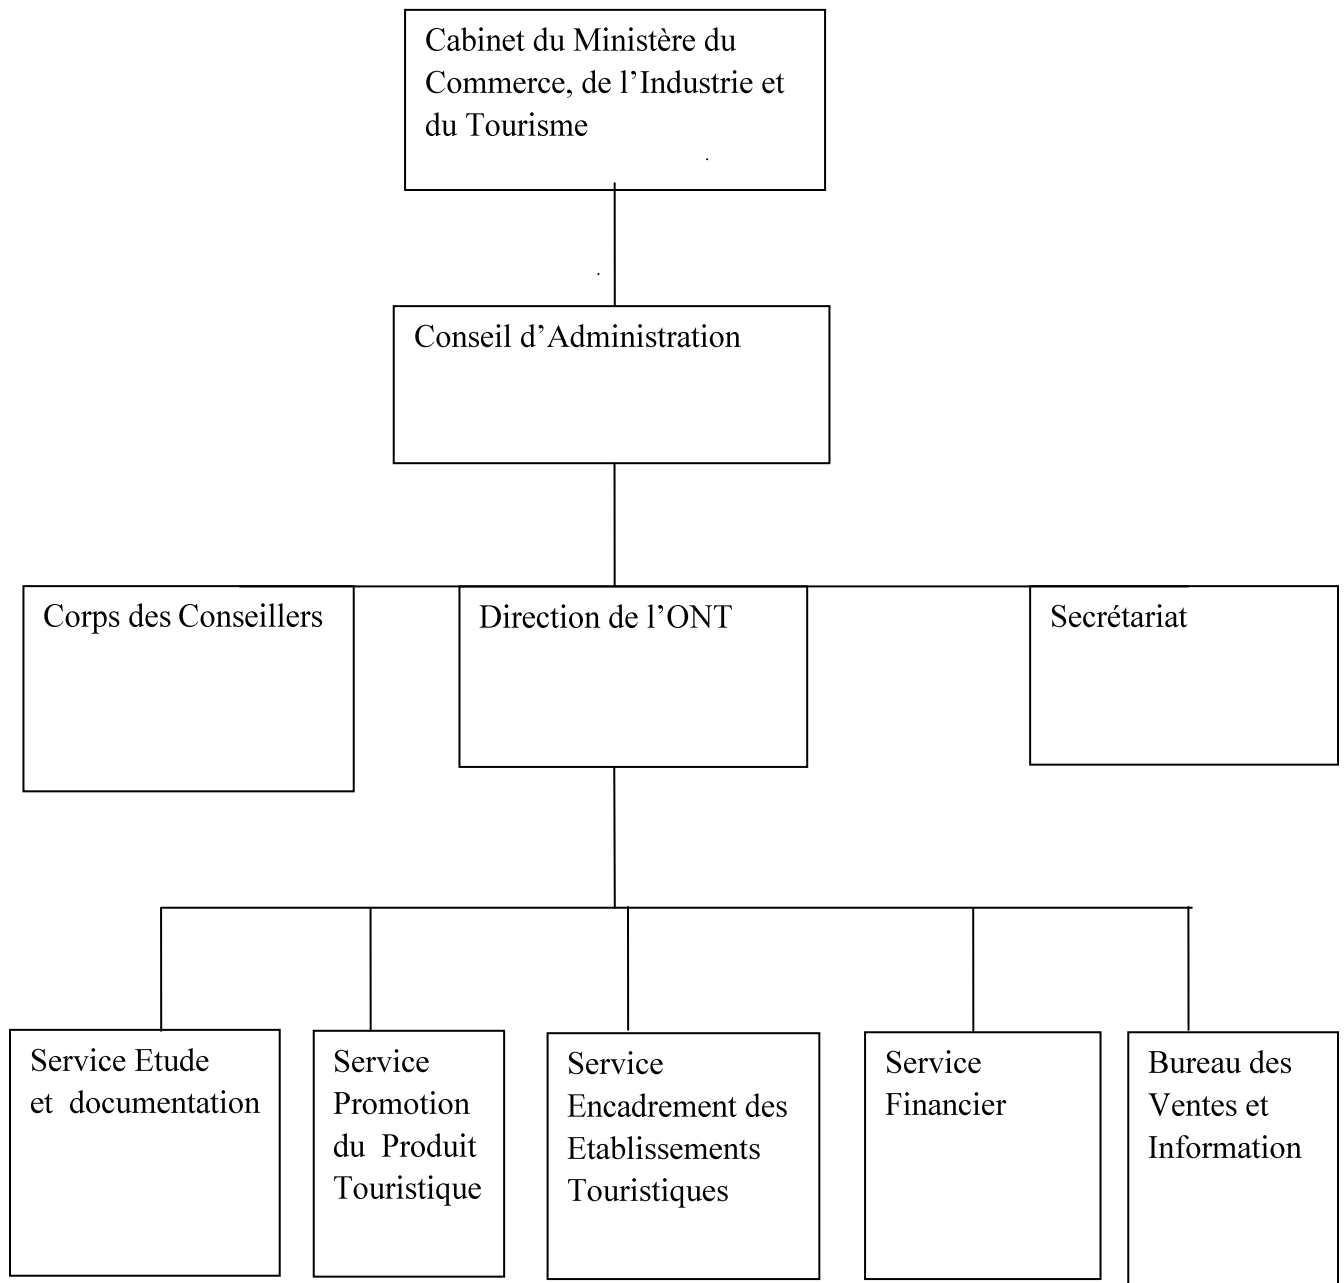 Cabinet du Ministère du
Commerce, de l’Industrie et
du Tourisme
Conseil d’Administration
Corps des Conseillers
Direction de l’ONT
Secrétariat
Service Etude
et documentation
Service
Promotion
du Produit
Touristique
Service
Encadrement des
Etablissements
Touristiques
Service
Financier
Bureau des
Ventes et
Information